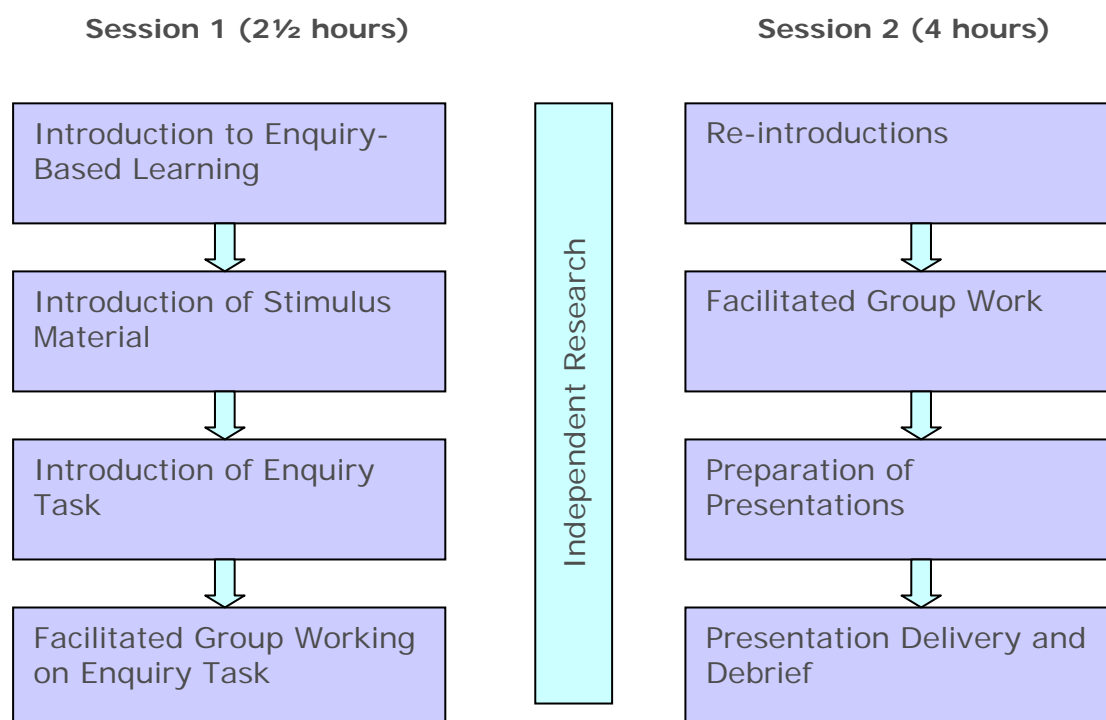 Session 1 (2½ hours)
Introduction to Enquiry-
Based Learning
Introduction of Stimulus
Material
Introduction of Enquiry
Task
Facilitated Group Working
on Enquiry Task
Independent Research
Session 2 (4 hours)
Re-introductions
Facilitated Group Work
Preparation of
Presentations
Presentation Delivery and
Debrief